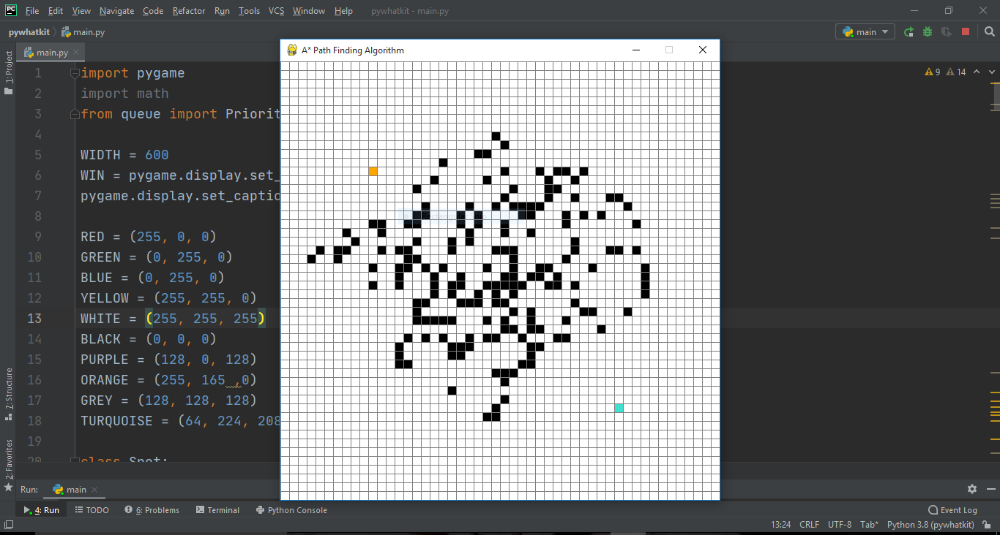 PC File Edit View Navigate Code Refactor Run Tools VCS Window Help pywhatkit - main.py
pywhatkit main.py main
main.py
A* Path Finding Algorithm
9 14
1: Project
7: Structure
2: Favorites
1 import pygame
2 import math
3 from queue import Priorit
4
5 WIDTH = 600
6 WIN = pygame.display.set_
7 pygame.display.set_captio
8
9 RED = (255, 0, 0)
10 GREEN = (0, 255, 0)
11 BLUE = (0, 255, 0)
12 YELLOW = (255, 255, 0)
13 WHITE = (255, 255, 255)
14 BLACK = (0, 0, 0)
15 PURPLE = (128, 0, 128)
16 ORANGE = (255, 165 ,0)
17 GREY = (128, 128, 128)
18 TURQUOISE = (64, 224, 208
19
20 class Spot:
Run: main
4: Run TODO 6: Problems Terminal Python Console Event Log
13:24 CRLF UTF-8 Tab* Python 3.8 (pywhatkit)